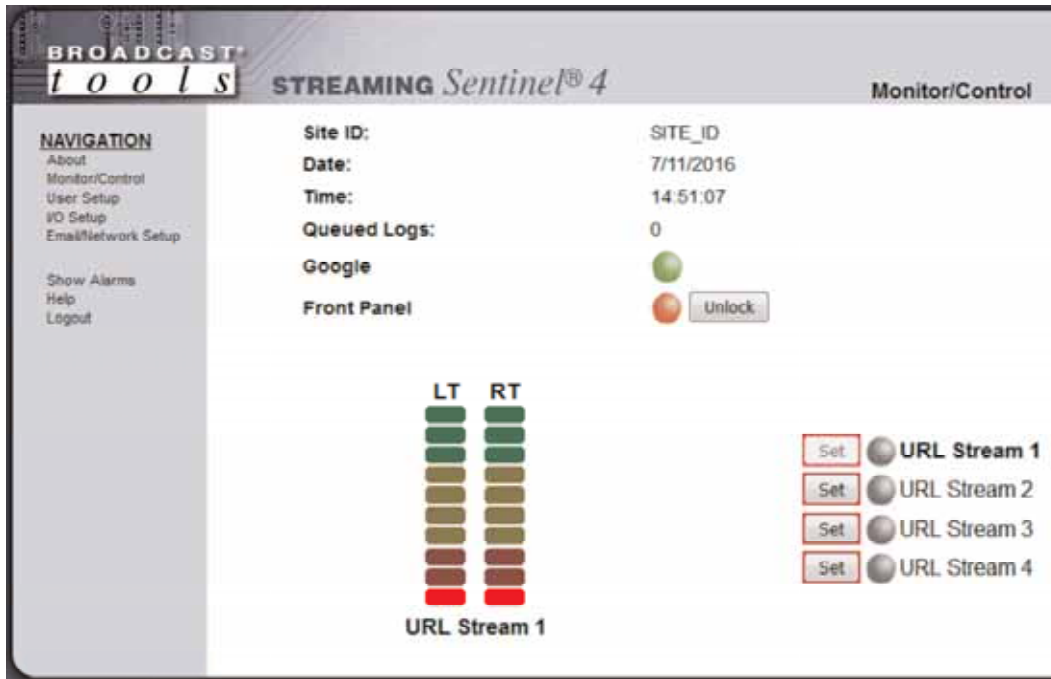 BROADCAST®
tools
STREAMING Sentinel® 4
Monitor/Control
NAVIGATION
About
Monitor/Control
User Setup
I/O Setup
Email/Network Setup
Show Alarms
Help
Logout
Site ID: SITE_ID
Date: 7/11/2016
Time: 14:51:07
Queued Logs: 0
Google
Front Panel Unlock
LT RT
URL Stream 1
Set URL Stream 1
Set URL Stream 2
Set URL Stream 3
Set URL Stream 4